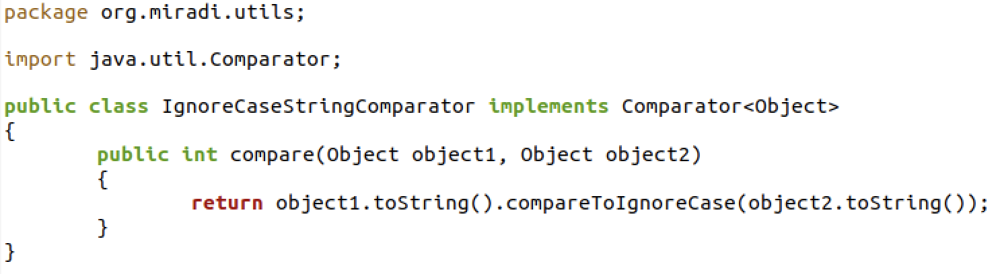 package org.miradi.utils;
import java.util.Comparator;
public class IgnoreCaseStringComparator implements Comparator<Object>
{
public int compare(Object object1, Object object2)
{
return object1.toString().compareToIgnoreCase(object2.toString());
}
}